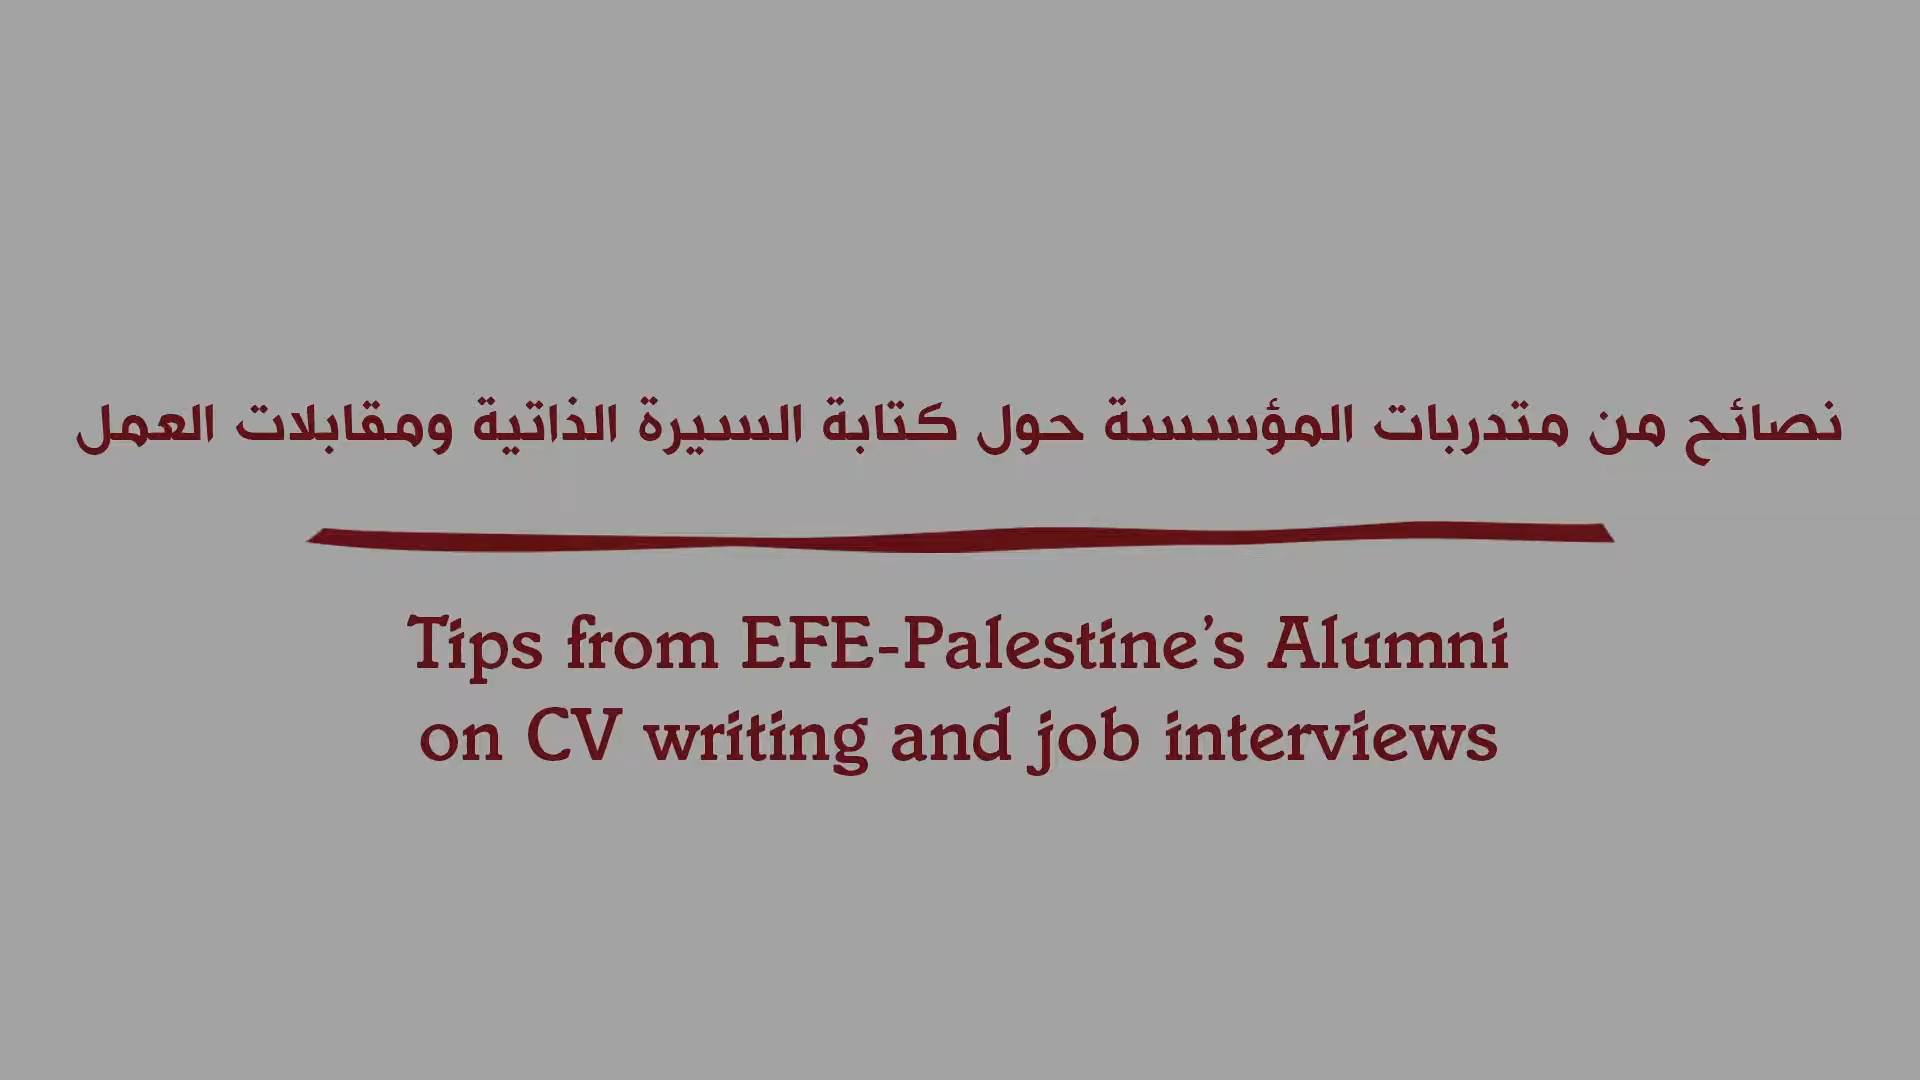 نصائح من متدربات المؤسسة حول كتابة السيرة الذاتية ومقابلات العمل
Tips from EFE-Palestine’s Alumni
on CV writing and job interviews